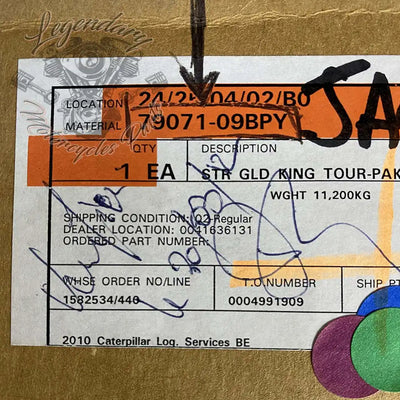 Legendary
Motorcycles Parts
JA
LOCATION 24/25/04/02/B0
MATERIAL 79071-09BPY
QTY DESCRIPTION
1 EA STR GLD KING TOUR-PAK
WGHT 11,200KG
SHIPPING CONDITION: 02-Regular
DEALER LOCATION: 0041636131
ORDERED PART NUMBER:
WHSE ORDER NO/LINE T.O.NUMBER SHIP PT
1582534/440 0004991909
2010 Caterpillar Log. Services BE